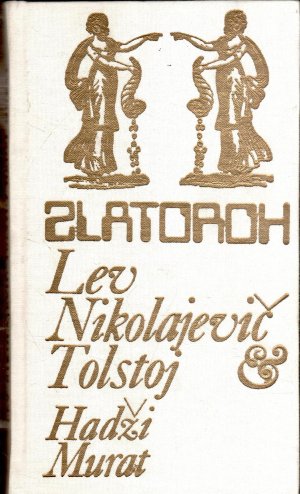 ZLATOROH
Lev
Nikolajevič
Tolstoj &
Hadži
Murat